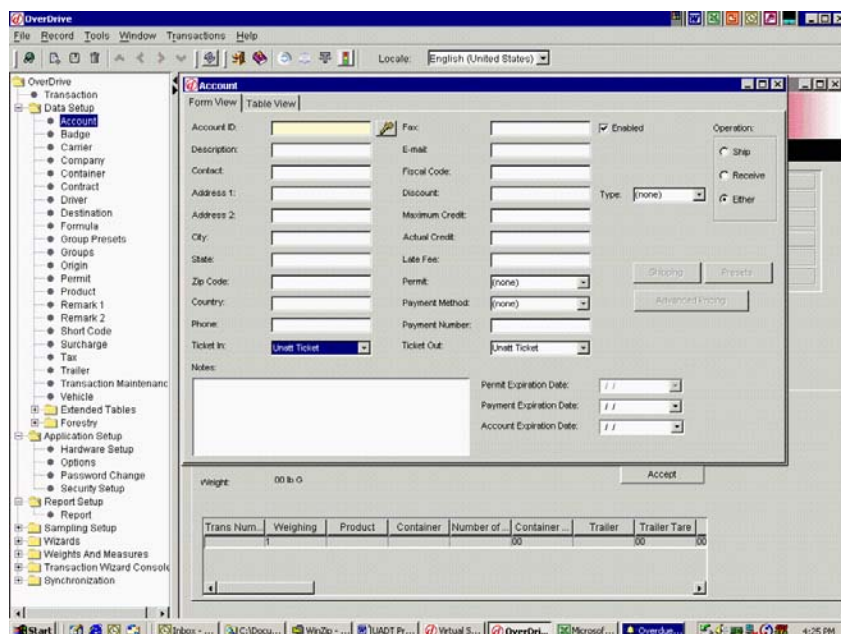 OverDrive
File Record Tools Window Transactions Help
Locale: English (United States)
OverDrive
Transaction
Data Setup
Account
Badge
Carrier
Company
Container
Contract
Driver
Destination
Formula
Group Presets
Groups
Origin
Permit
Product
Remark 1
Remark 2
Short Code
Surcharge
Tax
Trailer
Transaction Maintenanc
Vehicle
Extended Tables
Forestry
Application Setup
Hardware Setup
Options
Password Change
Security Setup
Report Setup
Report
Sampling Setup
Wizards
Weights And Measures
Transaction Wizard Console
Synchronization
Account
Form View Table View
Account ID: Fax: Enabled Operation:
Description: E-mail: Ship
Contact: Fiscal Code: Receive
Address 1: Discount: Type: (none) Either
Address 2: Maximum Credit:
City: Actual Credit:
State: Late Fee: Shipping Presets
Zip Code: Permit: (none) Advanced Pricing
Country: Payment Method: (none)
Phone: Payment Number:
Ticket In: Unatt Ticket Ticket Out: Unatt Ticket
Notes:
Permit Expiration Date: / /
Payment Expiration Date: / /
Account Expiration Date: / /
Weight: 00 lb G Accept
Trans Num... Weighing Product Container Number of ... Container ... Trailer Trailer Tare
1 00 00 00
Start Inbox - ... C:\Docu... WinZip - ... UADT Pr... Virtual S... OverDri... Microsof... Overdue... 4:25 PM